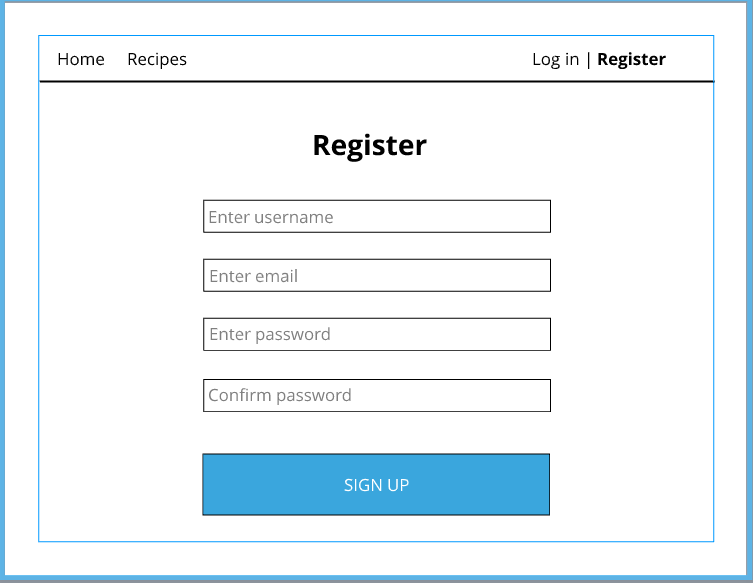 Home Recipes Log in | Register
Register
Enter username
Enter email
Enter password
Confirm password
SIGN UP